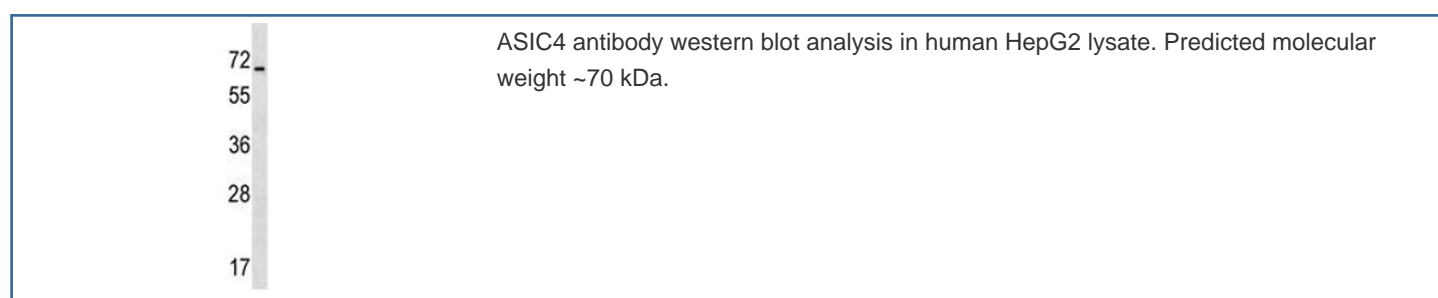 ASIC4 antibody western blot analysis in human HepG2 lysate. Predicted molecular
weight ~70 kDa.
72
55
36
28
17